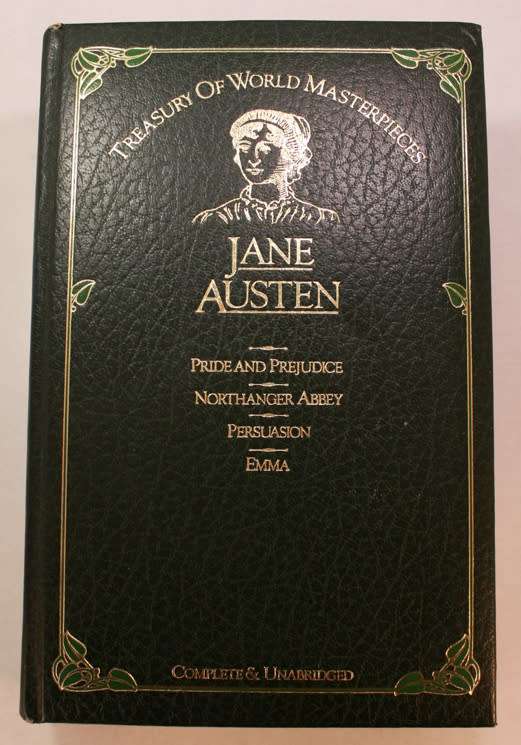 TREASURY OF WORLD MASTERPIECES
JANE
AUSTEN
PRIDE AND PREJUDICE
NORTHANGER ABBEY
PERSUASION
EMMA
COMPLETE & UNABRIDGED